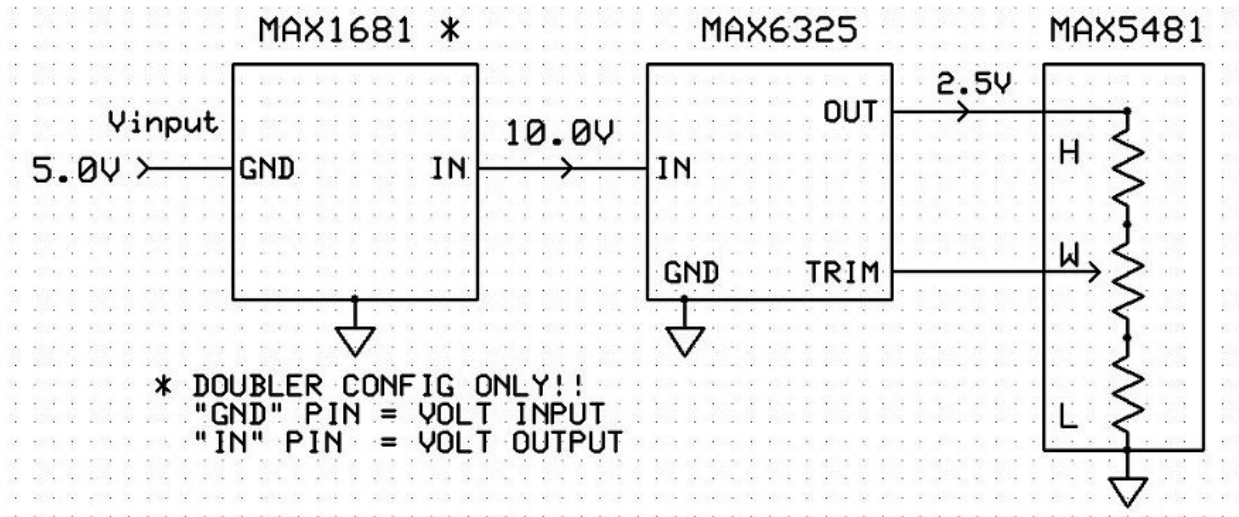 MAX1681 *
MAX6325
MAX5481
Vinput
5.0V
GND
IN
10.0V
IN
OUT
GND
TRIM
2.5V
H
W
L
* DOUBLER CONFIG ONLY!!
"GND" PIN = VOLT INPUT
"IN" PIN = VOLT OUTPUT